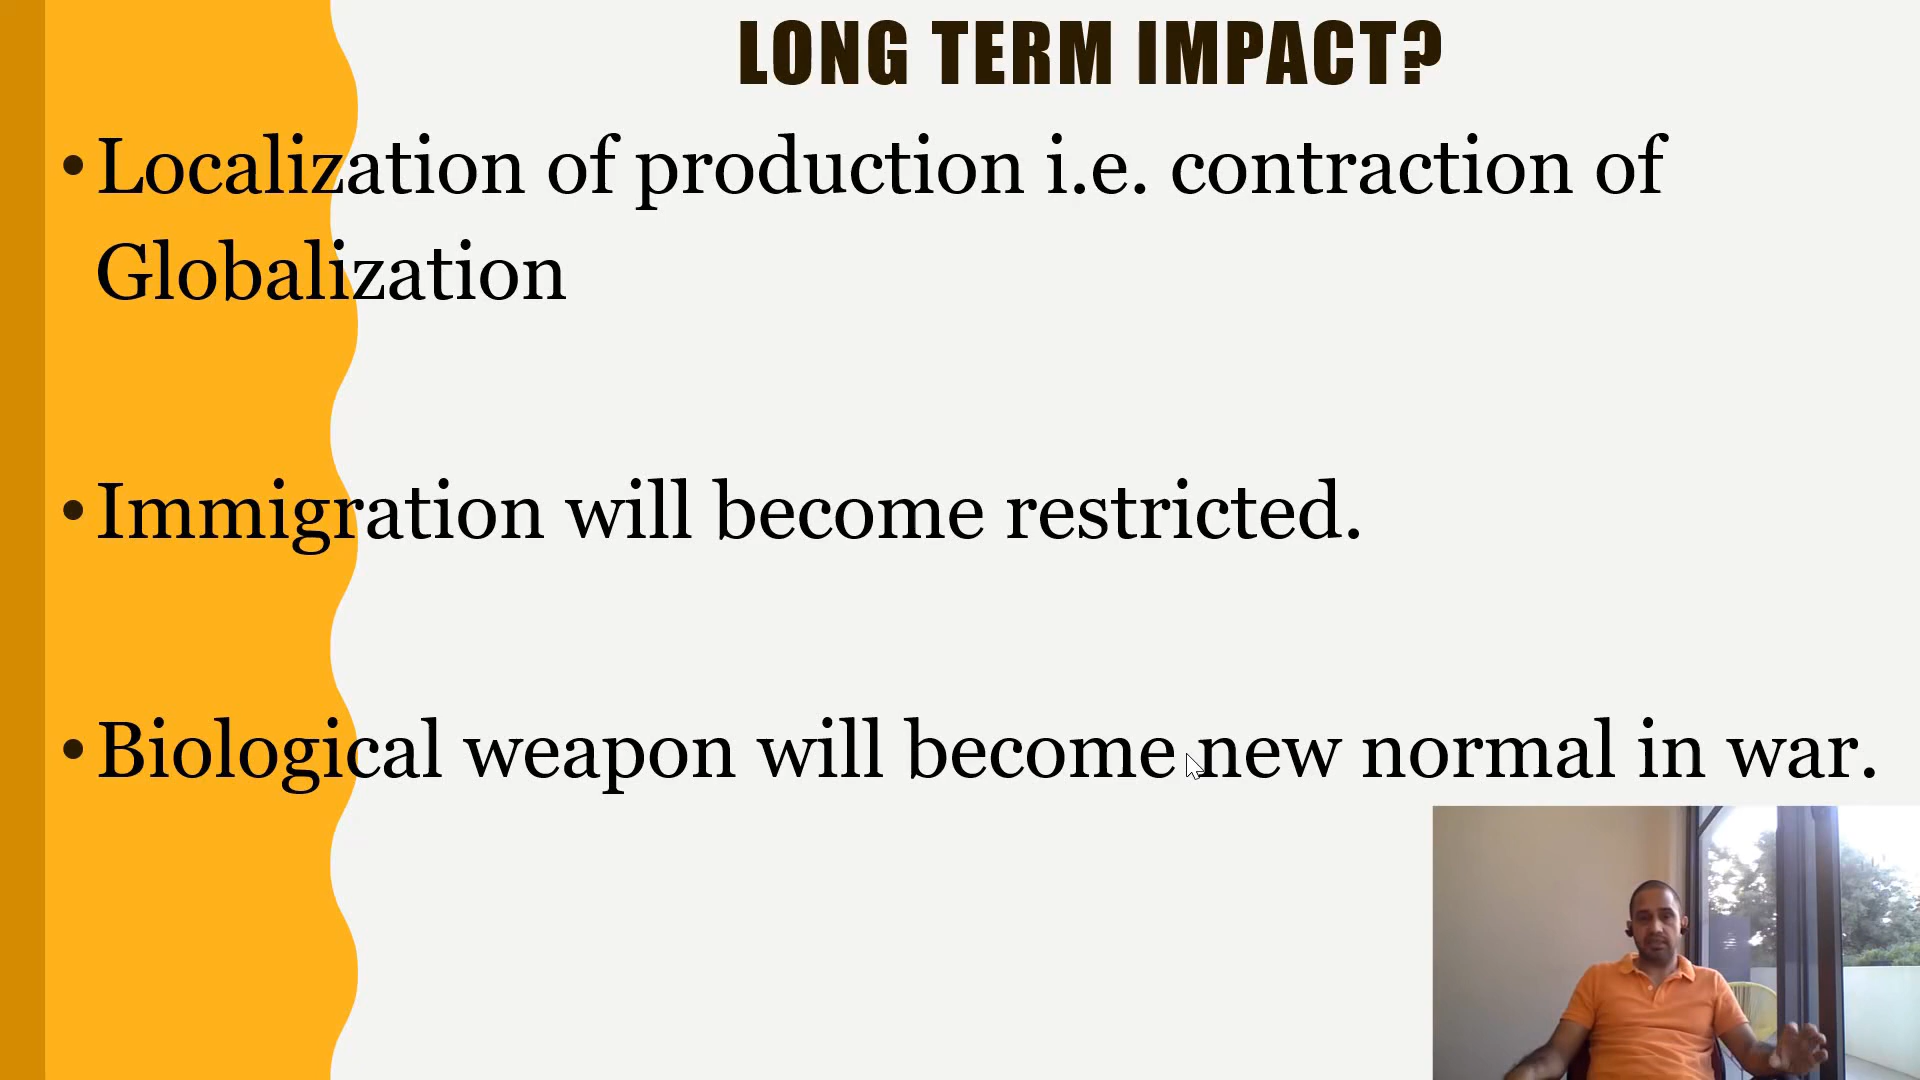 LONG TERM IMPACT?
• Localization of production i.e. contraction of
Globalization
• Immigration will become restricted.
• Biological weapon will become new normal in war.